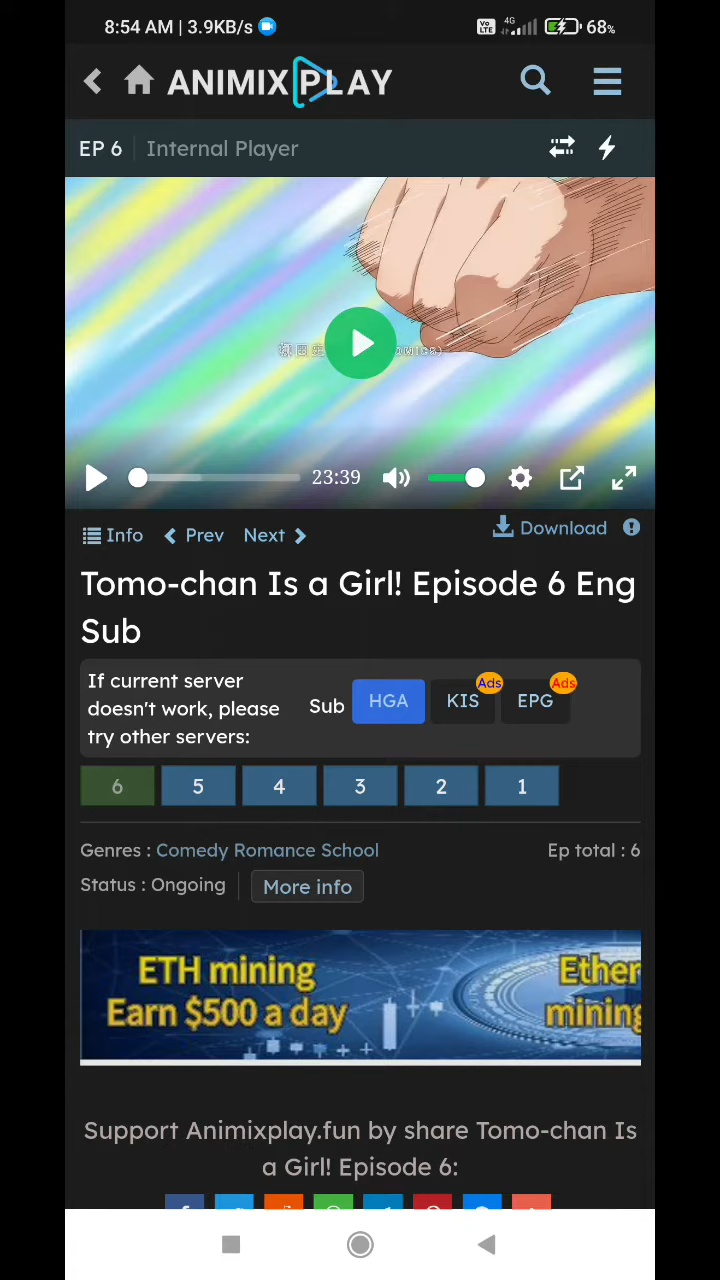 8:54 AM | 3.9KB/s
Vo LTE 4G 68%
ANIMIXPLAY
EP 6 Internal Player
23:39
Info Prev Next Download
Tomo-chan Is a Girl! Episode 6 Eng
Sub
If current server
doesn't work, please
try other servers:
Sub HGA KIS Ads EPG Ads
6 5 4 3 2 1
Genres : Comedy Romance School Ep total : 6
Status : Ongoing More info
ETH mining
Earn $500 a day
Ether
mining
Support Animixplay.fun by share Tomo-chan Is
a Girl! Episode 6: